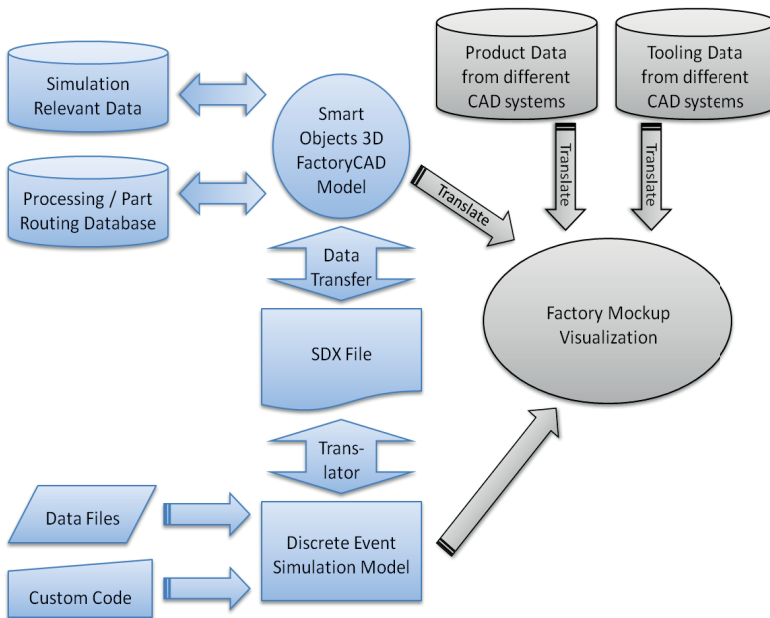 Simulation
Relevant Data
Processing / Part
Routing Database
Smart
Objects 3D
FactoryCAD
Model
Product Data
from different
CAD systems
Tooling Data
from different
CAD systems
Translate
Translate
Translate
Data
Transfer
Factory Mockup
Visualization
SDX File
Trans-
lator
Data Files
Custom Code
Discrete Event
Simulation Model